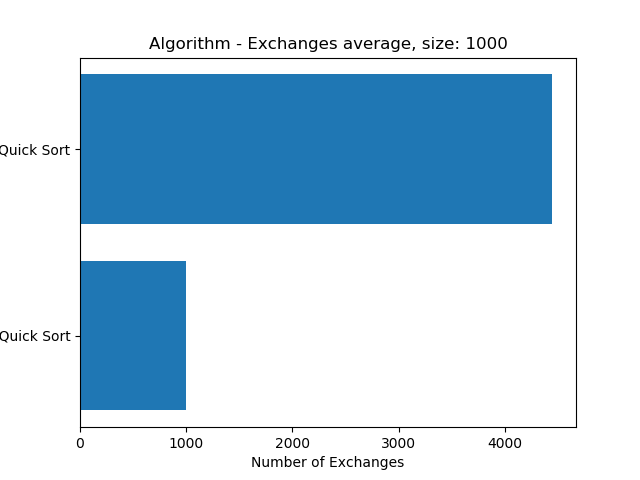 Algorithm - Exchanges average, size: 1000
Quick Sort
Quick Sort
0 1000 2000 3000 4000
Number of Exchanges